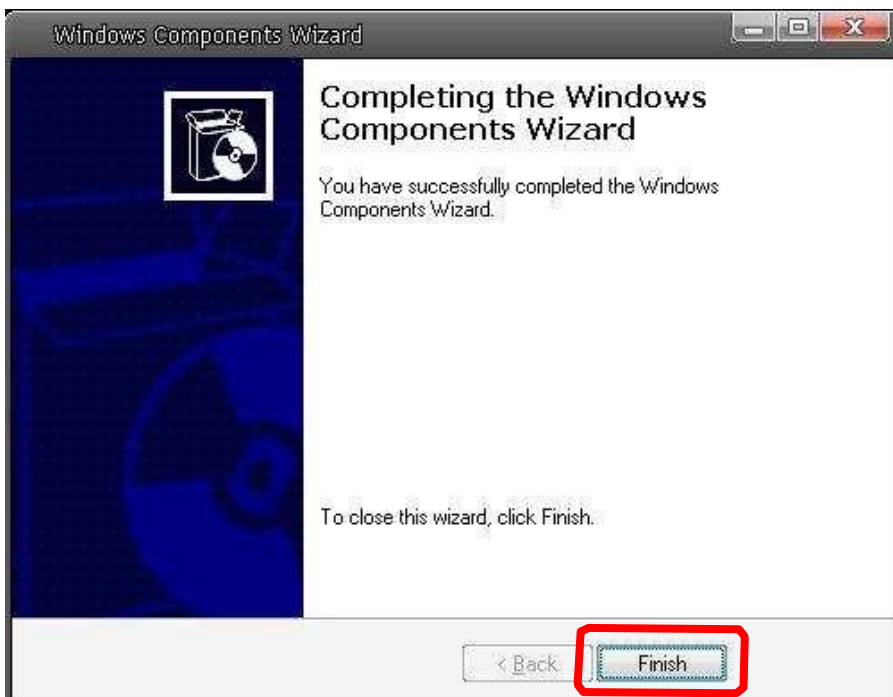 Windows Components Wizard
Completing the Windows
Components Wizard
You have successfully completed the Windows
Components Wizard.
To close this wizard, click Finish.
< Back
Finish